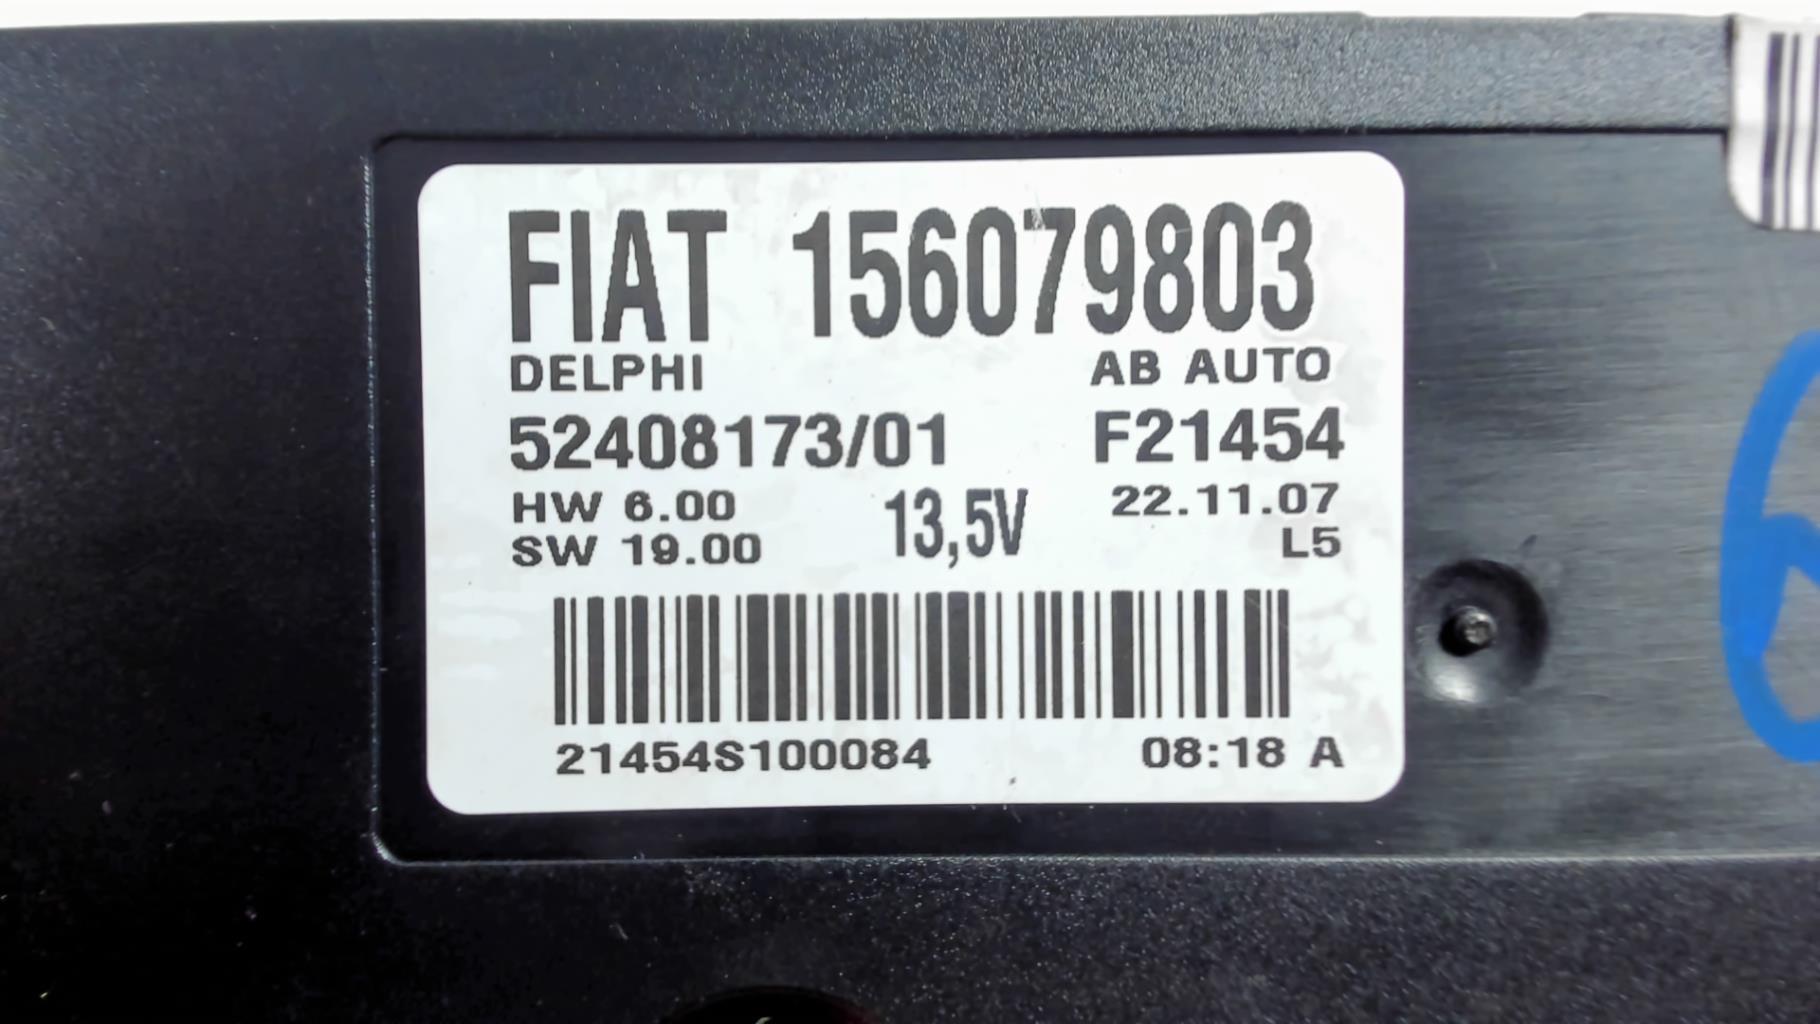 FIAT 156079803
DELPHI AB AUTO
52408173/01 F21454
HW 6.00 13,5V 22.11.07
SW 19.00 L5
21454S100084 08:18 A